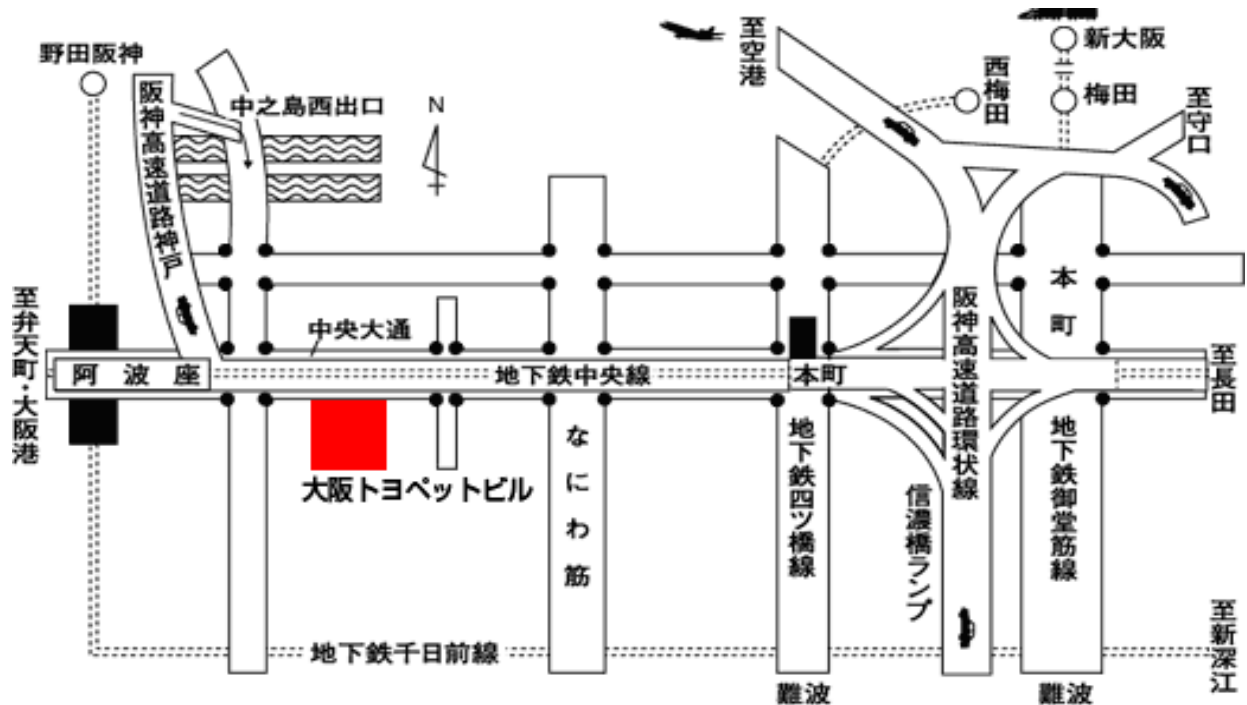 野田阪神
至空港
新大阪
西梅田
梅田
至守口
阪神高速道路神戸
中之島西出口
N
本町
至弁天町・大阪港
中央大通
阿波座
地下鉄中央線
本町
阪神高速道路環状線
至長田
大阪トヨペットビル
なにわ筋
地下鉄四ツ橋線
信濃橋ランプ
地下鉄御堂筋線
地下鉄千日前線
至新深江
難波
難波